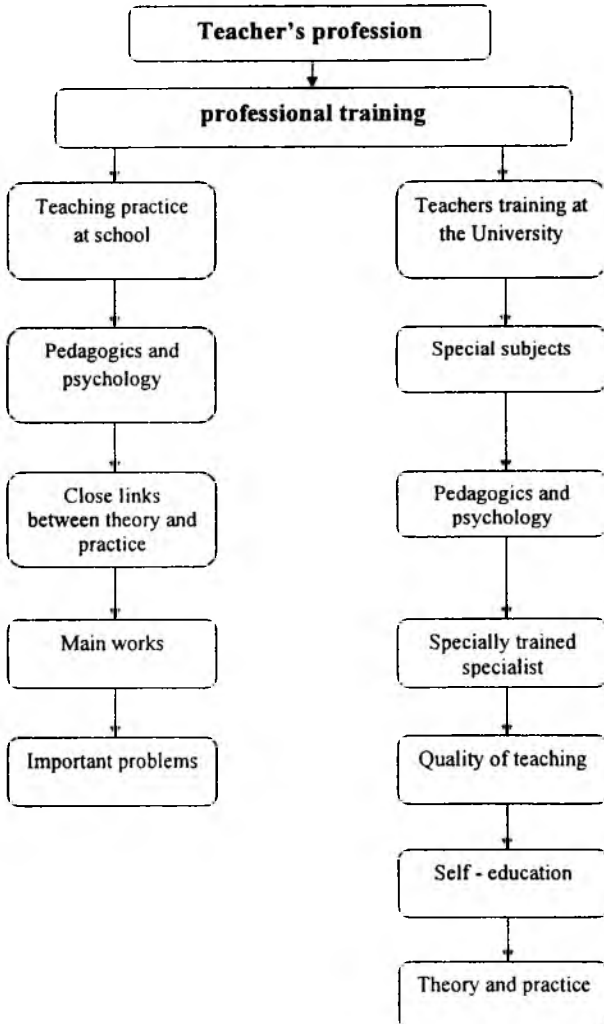 Teacher's profession
professional training
Teaching practice
at school
Pedagogics and
psychology
Close links
between theory and
practice
Main works
Important problems
Teachers training at
the University
Special subjects
Pedagogics and
psychology
Specially trained
specialist
Quality of teaching
Self - education
Theory and practice